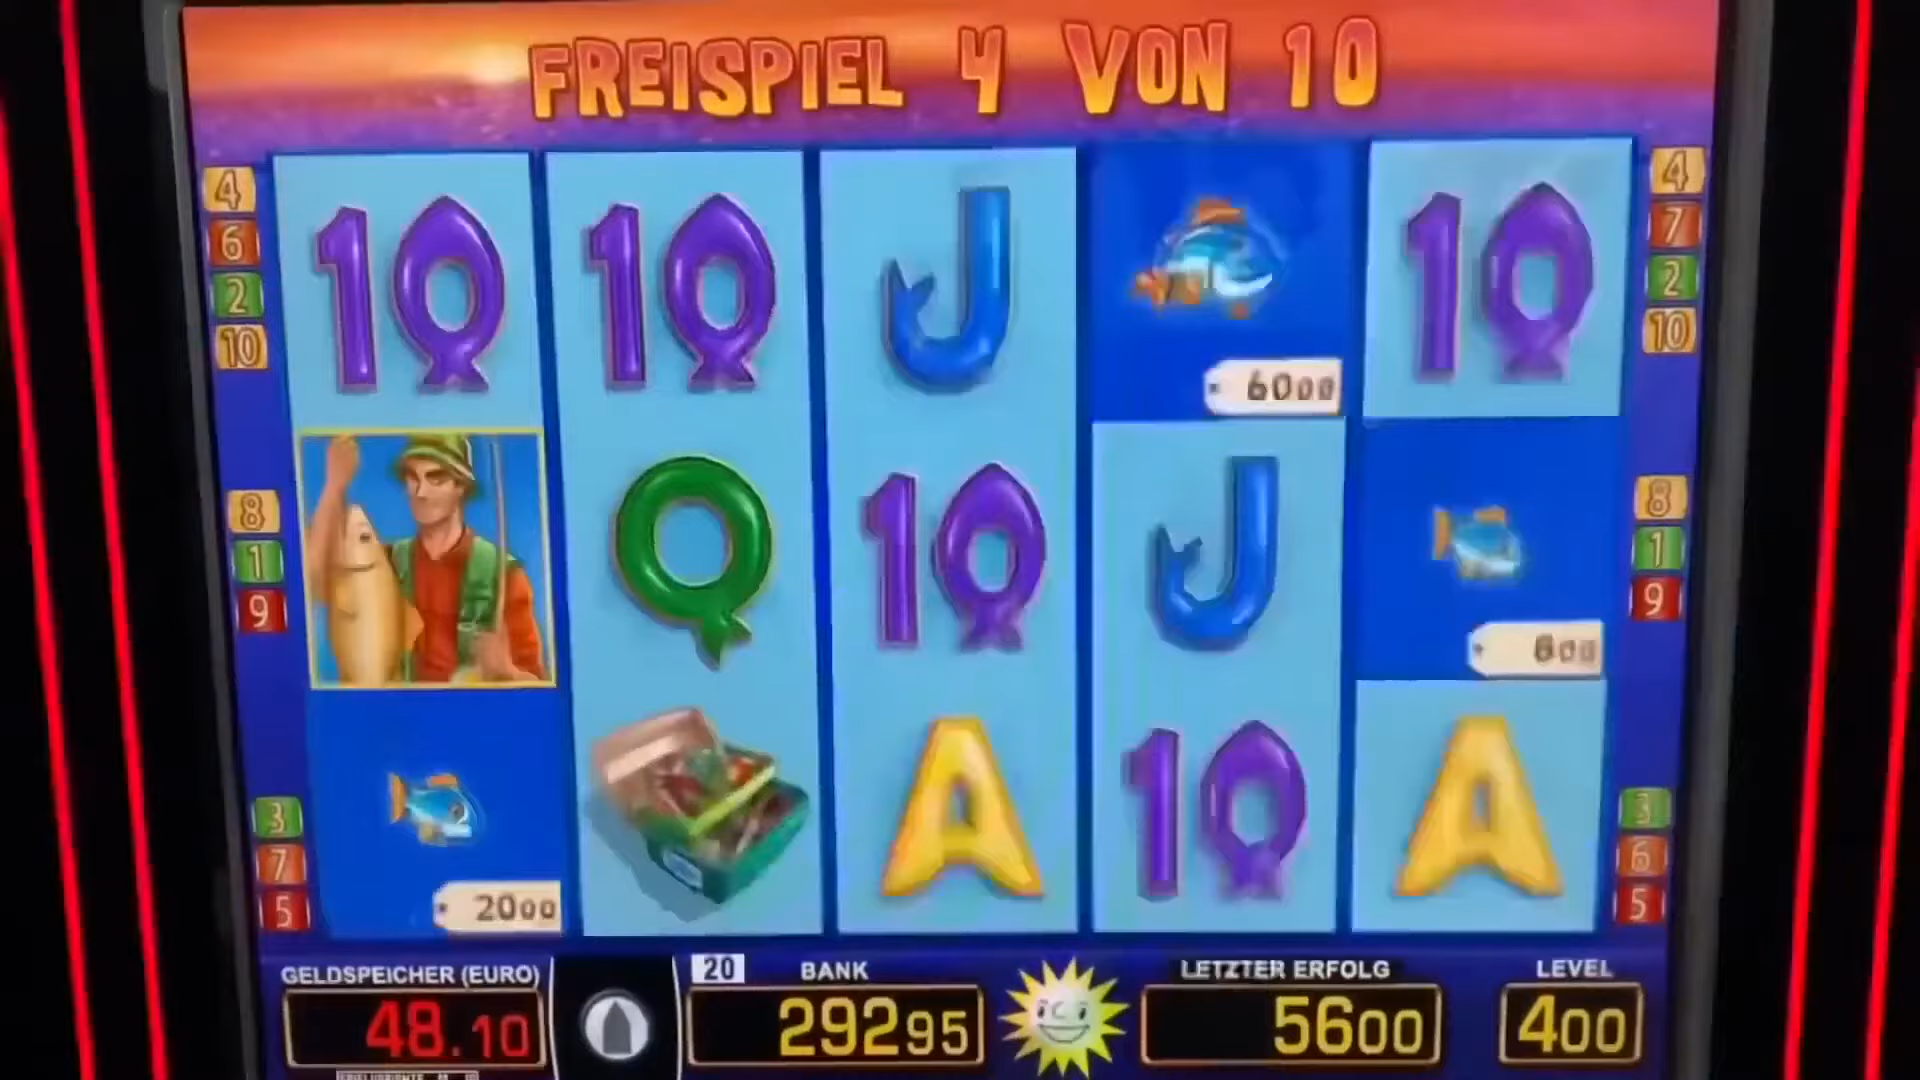 FREISPIEL 4 VON 10
4 10 10 J 10 4
6 7
2 2
10 6000 10
8 Q 10 J 8
1 1
9 9
800
3 A 10 A 3
7 6
5 2000 5
GELDSPEICHER (EURO) 20 BANK LETZTER ERFOLG LEVEL
48.10 29295 5600 400